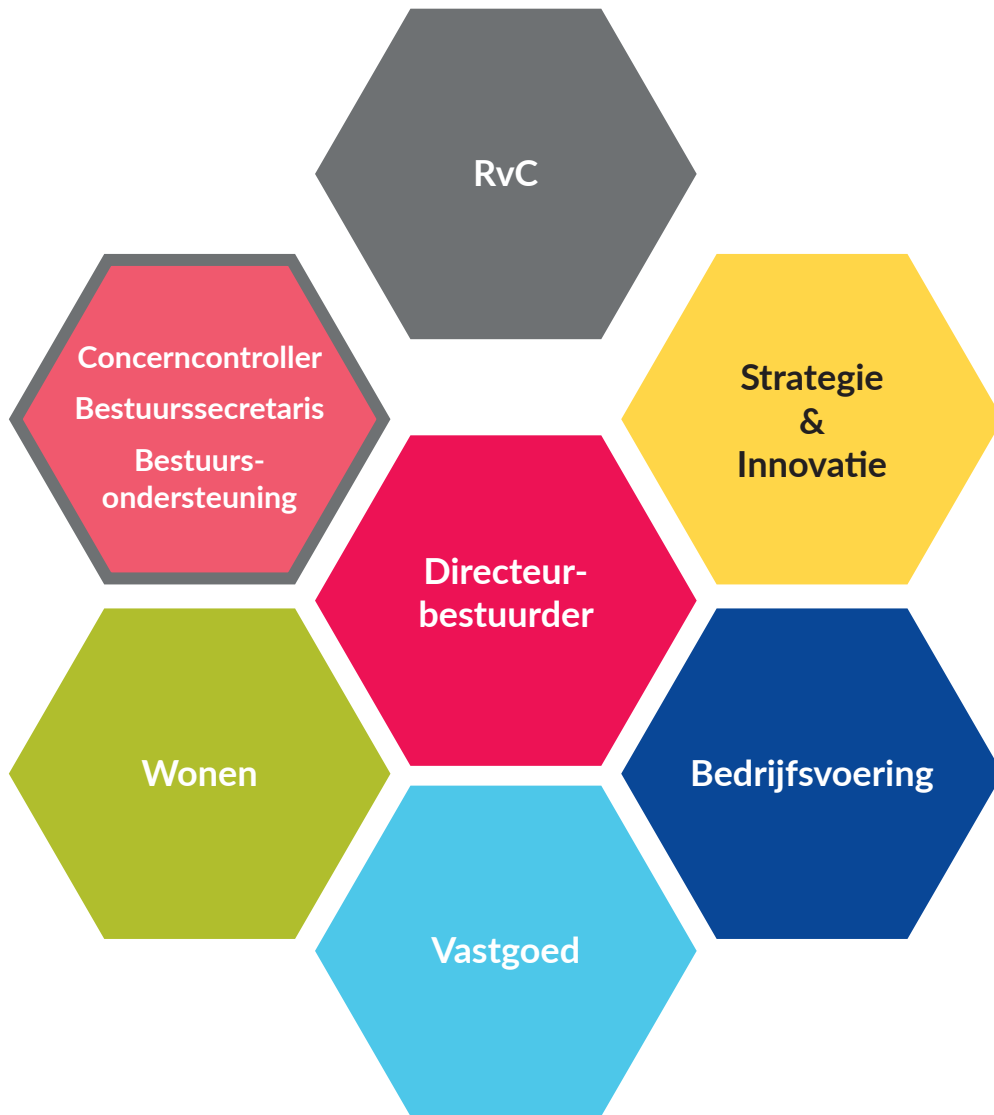 RvC
Concerncontroller
Bestuurssecretaris
Bestuurs-
ondersteuning
Strategie
&
Innovatie
Directeur-
bestuurder
Wonen
Bedrijfsvoering
Vastgoed